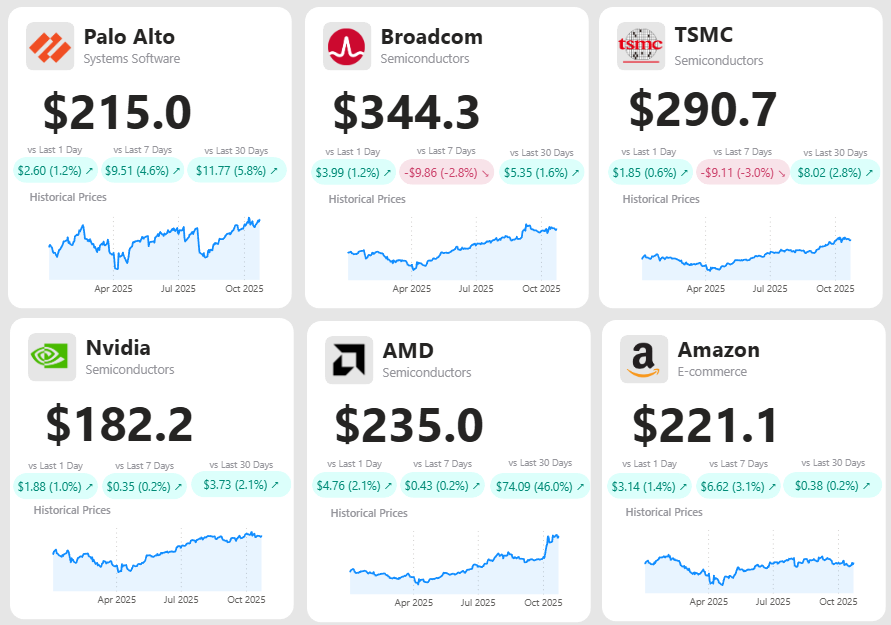 Palo Alto
Systems Software
$215.0
vs Last 1 Day
vs Last 7 Days
vs Last 30 Days
$2.60 (1.2%) ↗
$9.51 (4.6%) ↗
$11.77 (5.8%) ↗
Historical Prices
Apr 2025
Jul 2025
Oct 2025
Broadcom
Semiconductors
$344.3
vs Last 1 Day
vs Last 7 Days
vs Last 30 Days
$3.99 (1.2%) ↗
-$9.86 (-2.8%) ↘
$5.35 (1.6%) ↗
Historical Prices
Apr 2025
Jul 2025
Oct 2025
tsmc
TSMC
Semiconductors
$290.7
vs Last 1 Day
vs Last 7 Days
vs Last 30 Days
$1.85 (0.6%) ↗
-$9.11 (-3.0%) ↘
$8.02 (2.8%) ↗
Historical Prices
Apr 2025
Jul 2025
Oct 2025
Nvidia
Semiconductors
$182.2
vs Last 1 Day
vs Last 7 Days
vs Last 30 Days
$1.88 (1.0%) ↗
$0.35 (0.2%) ↗
$3.73 (2.1%) ↗
Historical Prices
Apr 2025
Jul 2025
Oct 2025
AMD
Semiconductors
$235.0
vs Last 1 Day
vs Last 7 Days
vs Last 30 Days
$4.76 (2.1%) ↗
$0.43 (0.2%) ↗
$74.09 (46.0%) ↗
Historical Prices
Apr 2025
Jul 2025
Oct 2025
a
Amazon
E-commerce
$221.1
vs Last 1 Day
vs Last 7 Days
vs Last 30 Days
$3.14 (1.4%) ↗
$6.62 (3.1%) ↗
$0.38 (0.2%) ↗
Historical Prices
Apr 2025
Jul 2025
Oct 2025